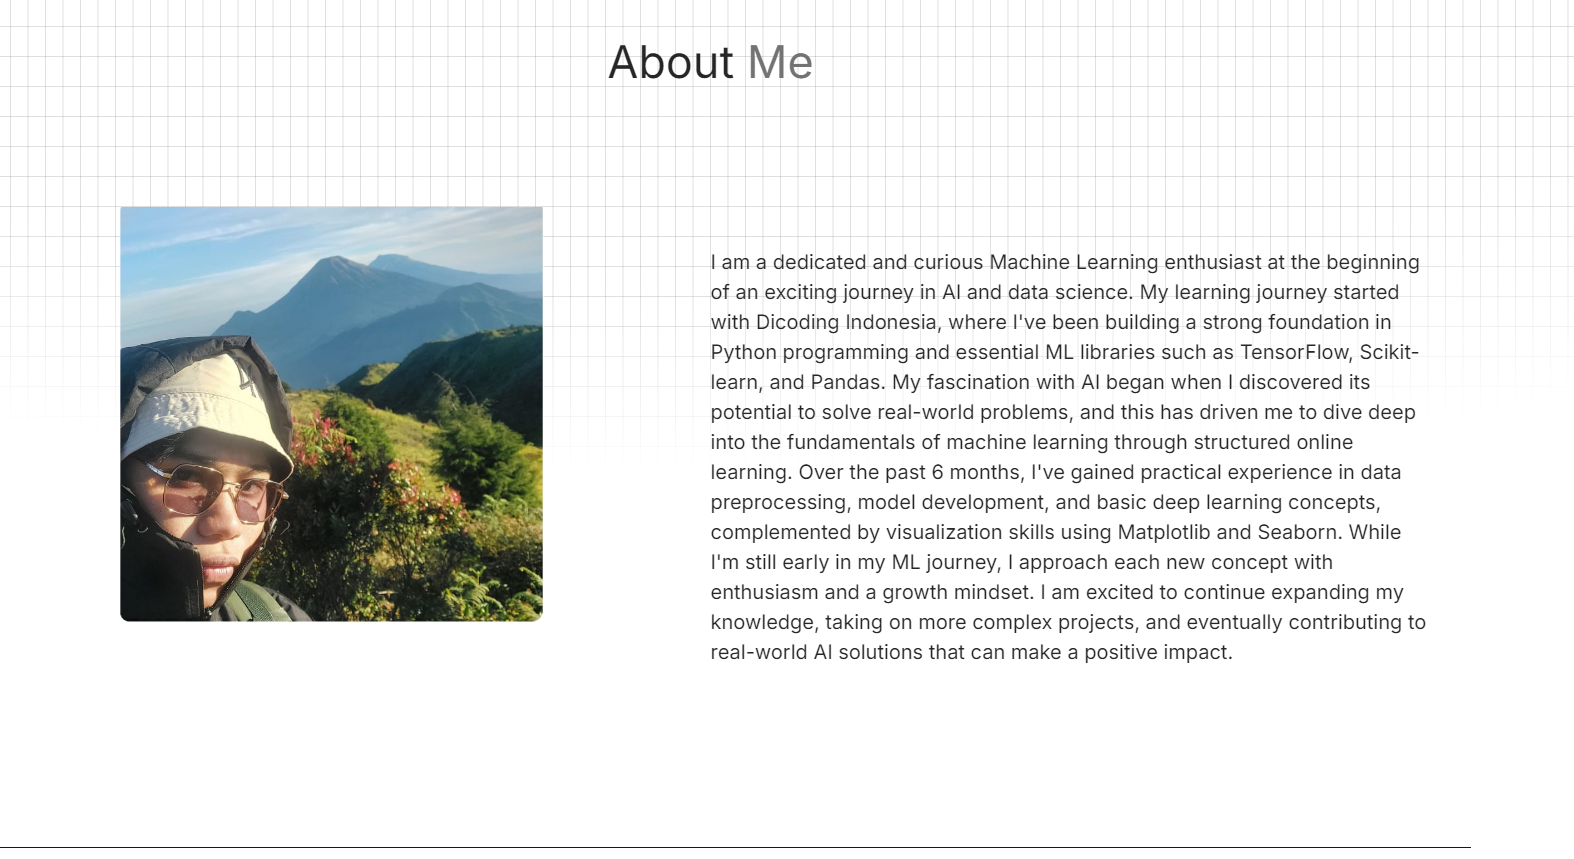 About Me
I am a dedicated and curious Machine Learning enthusiast at the beginning
of an exciting journey in AI and data science. My learning journey started
with Dicoding Indonesia, where I've been building a strong foundation in
Python programming and essential ML libraries such as TensorFlow, Scikit-
learn, and Pandas. My fascination with AI began when I discovered its
potential to solve real-world problems, and this has driven me to dive deep
into the fundamentals of machine learning through structured online
learning. Over the past 6 months, I've gained practical experience in data
preprocessing, model development, and basic deep learning concepts,
complemented by visualization skills using Matplotlib and Seaborn. While
I'm still early in my ML journey, I approach each new concept with
enthusiasm and a growth mindset. I am excited to continue expanding my
knowledge, taking on more complex projects, and eventually contributing to
real-world AI solutions that can make a positive impact.